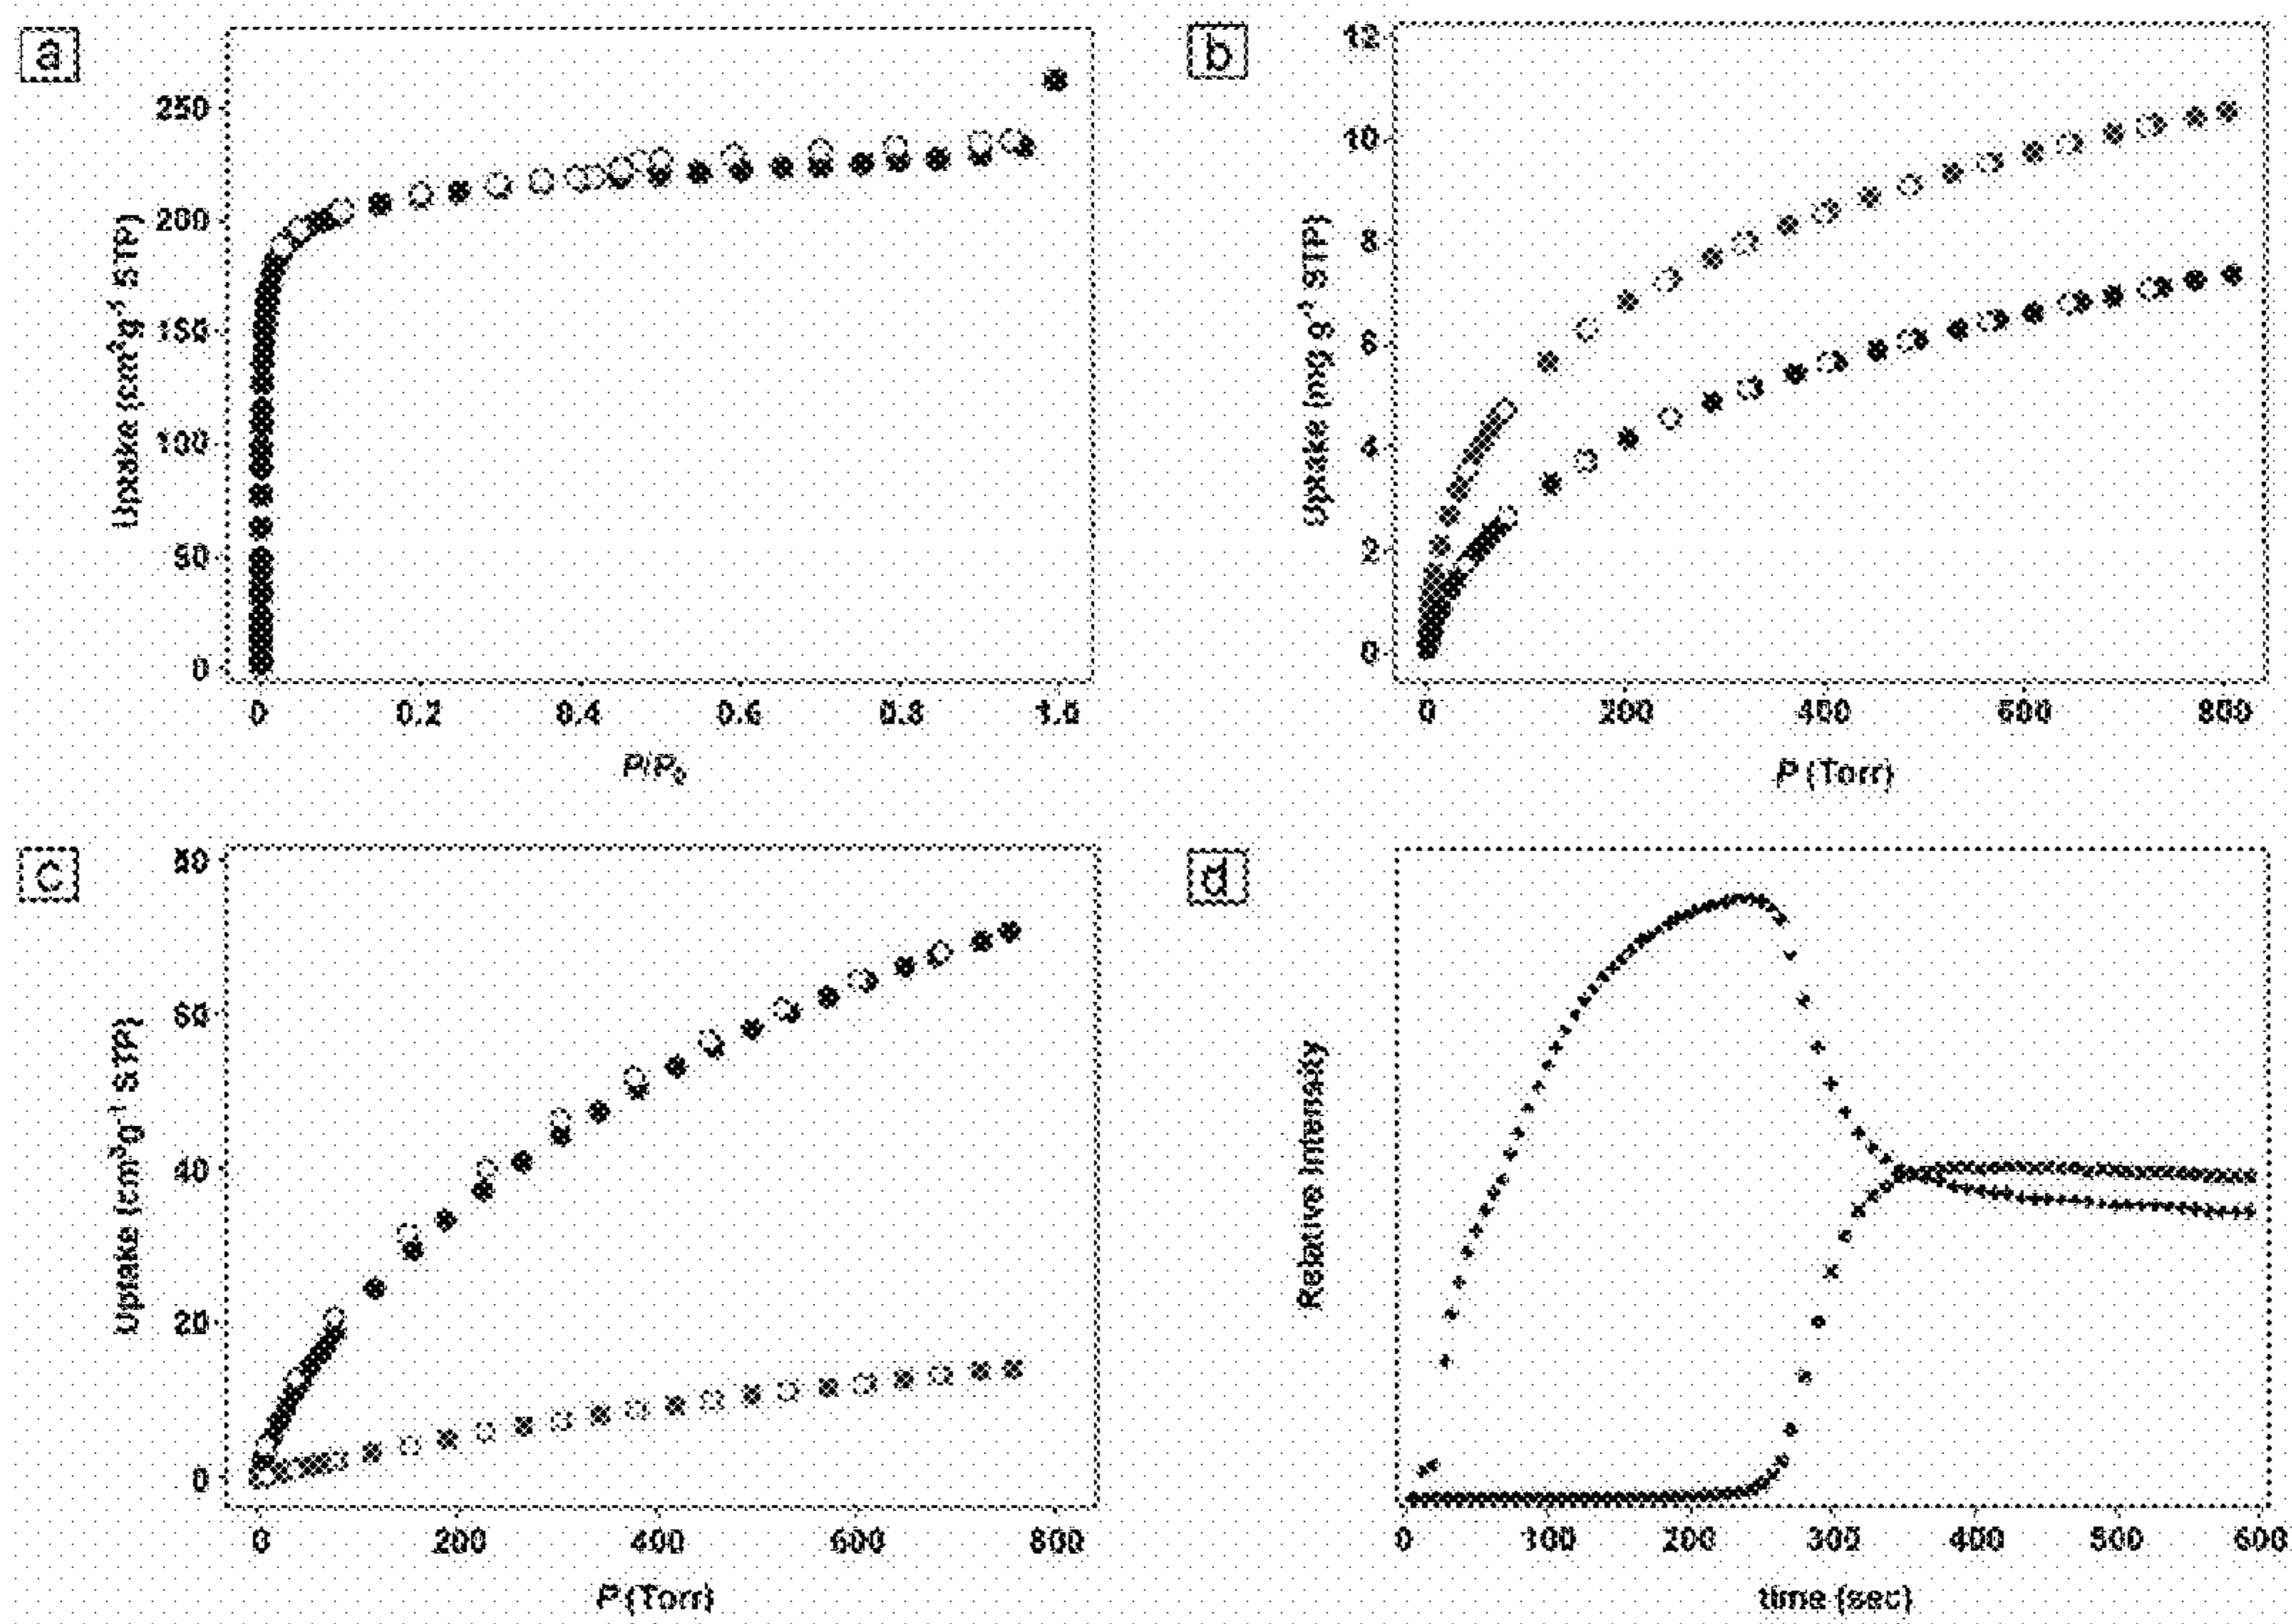 a
250
200
150
100
50
0
Uptake (cm³g⁻¹ STP)
0 0.2 0.4 0.6 0.8 1.0
P/P₀
b
12
10
8
6
4
2
0
Uptake (mg g⁻¹ STP)
0 200 400 600 800
P (Torr)
c
80
60
40
20
0
Uptake (cm³g⁻¹ STP)
0 200 400 600 800
P (Torr)
d
Relative Intensity
0 100 200 300 400 500 600
time (sec)